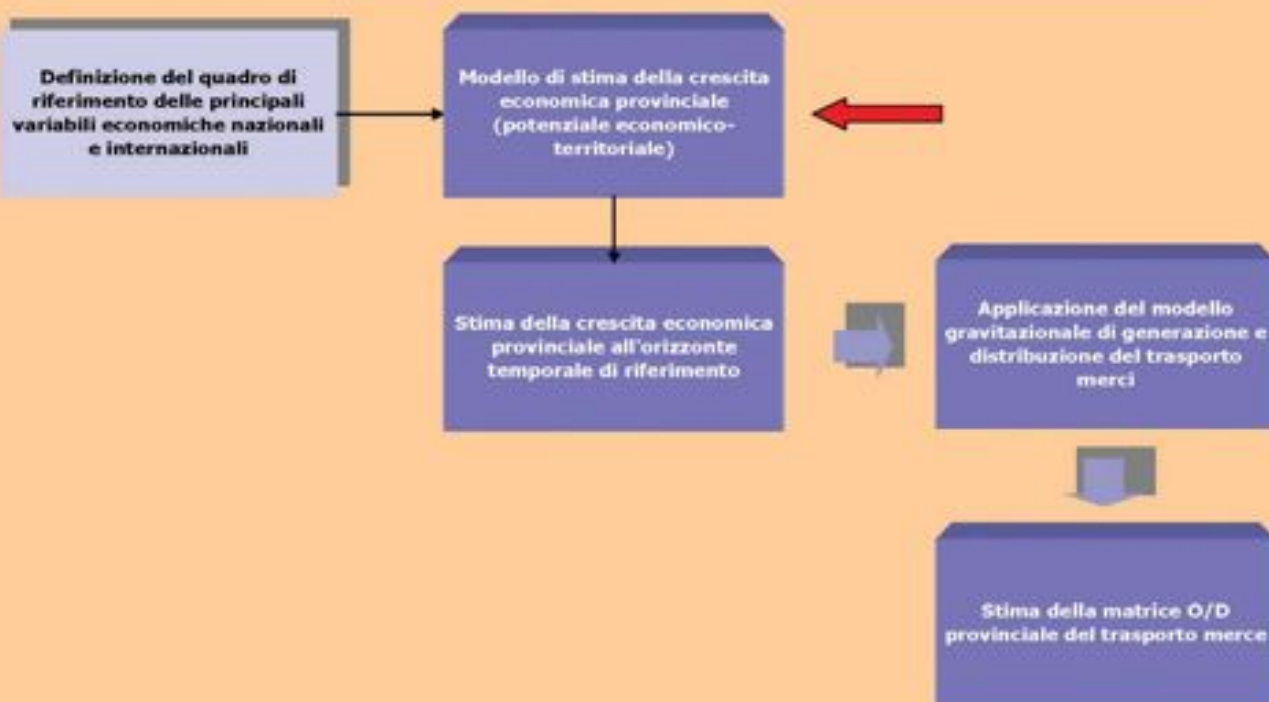 Definizione del quadro di
riferimento delle principali
variabili economiche nazionali
e internazionali
Modello di stima della crescita
economica provinciale
(potenziale economico-
territoriale)
Stima della crescita economica
provinciale all'orizzonte
temporale di riferimento
Applicazione del modello
gravitazionale di generazione e
distribuzione del trasporto
merci
Stima della matrice O/D
provinciale del trasporto merce